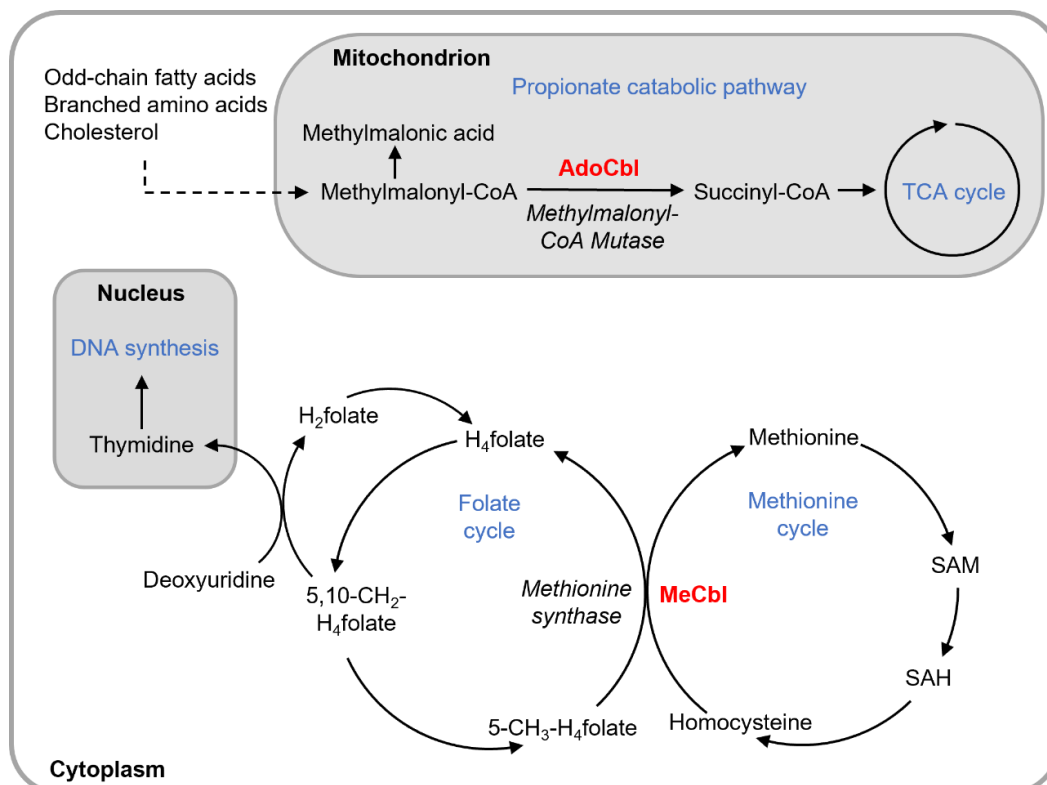 Mitochondrion
Odd-chain fatty acids
Branched amino acids
Cholesterol
Propionate catabolic pathway
Methylmalonic acid
AdoCbl
Methylmalonyl-CoA
Succinyl-CoA
TCA cycle
Methylmalonyl-
CoA Mutase
Nucleus
DNA synthesis
Thymidine
H₂folate
H₄folate
Methionine
Folate
cycle
Methionine
cycle
Deoxyuridine
5,10-CH₂-
H₄folate
Methionine
synthase
MeCbl
SAM
SAH
5-CH₃-H₄folate
Homocysteine
Cytoplasm